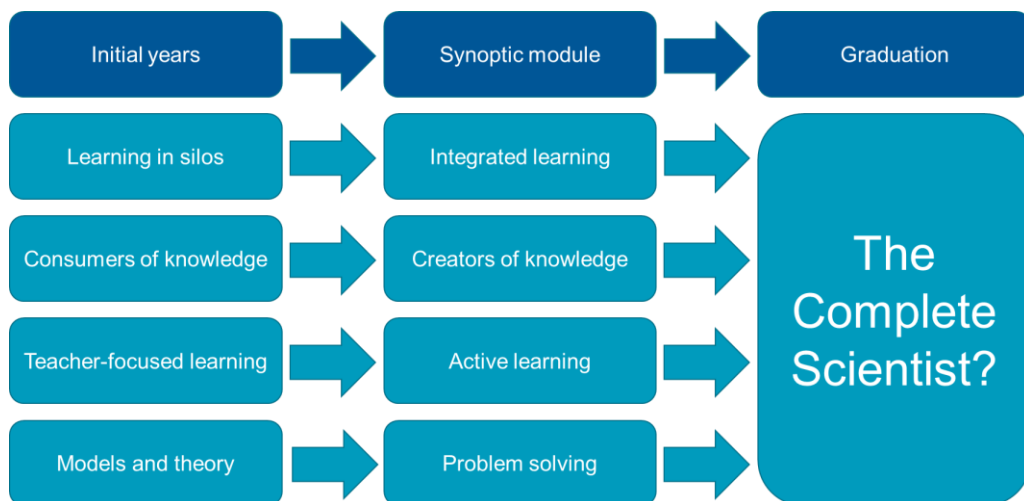 Initial years
Synoptic module
Graduation
Learning in silos
Integrated learning
Consumers of knowledge
Creators of knowledge
Teacher-focused learning
Active learning
Models and theory
Problem solving
The
Complete
Scientist?